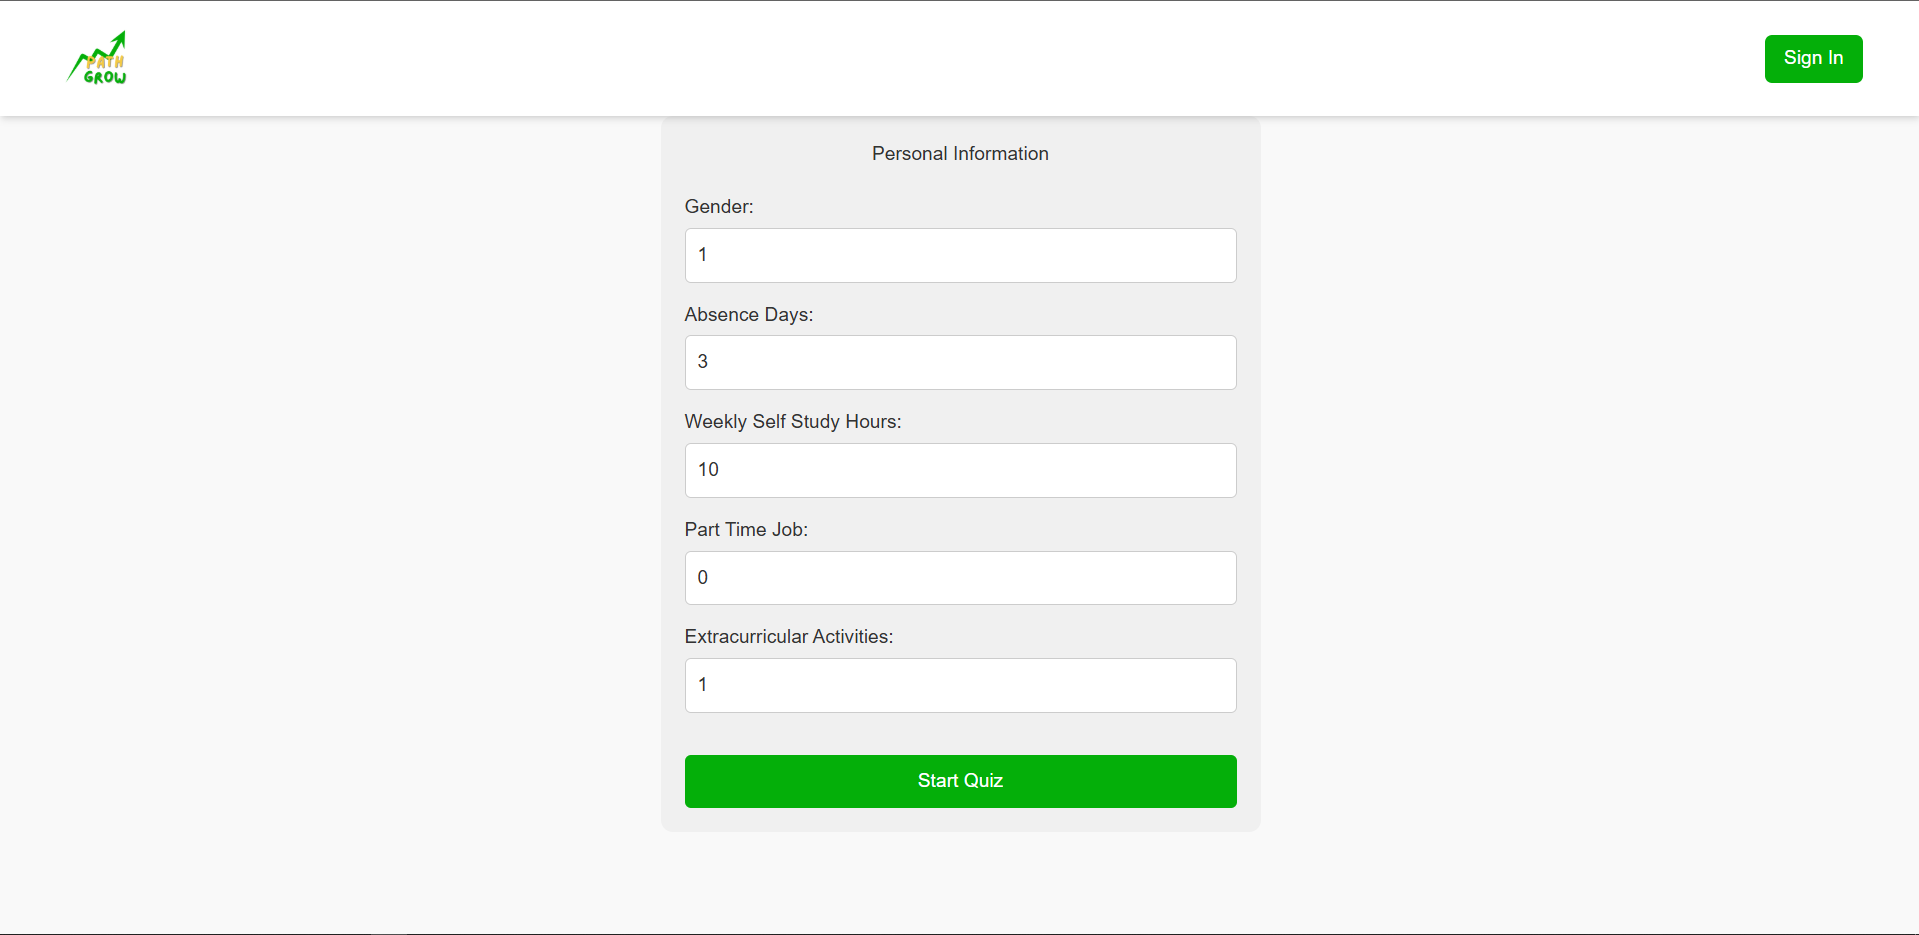 PATH
GROW
Sign In
Personal Information
Gender:
1
Absence Days:
3
Weekly Self Study Hours:
10
Part Time Job:
0
Extracurricular Activities:
1
Start Quiz